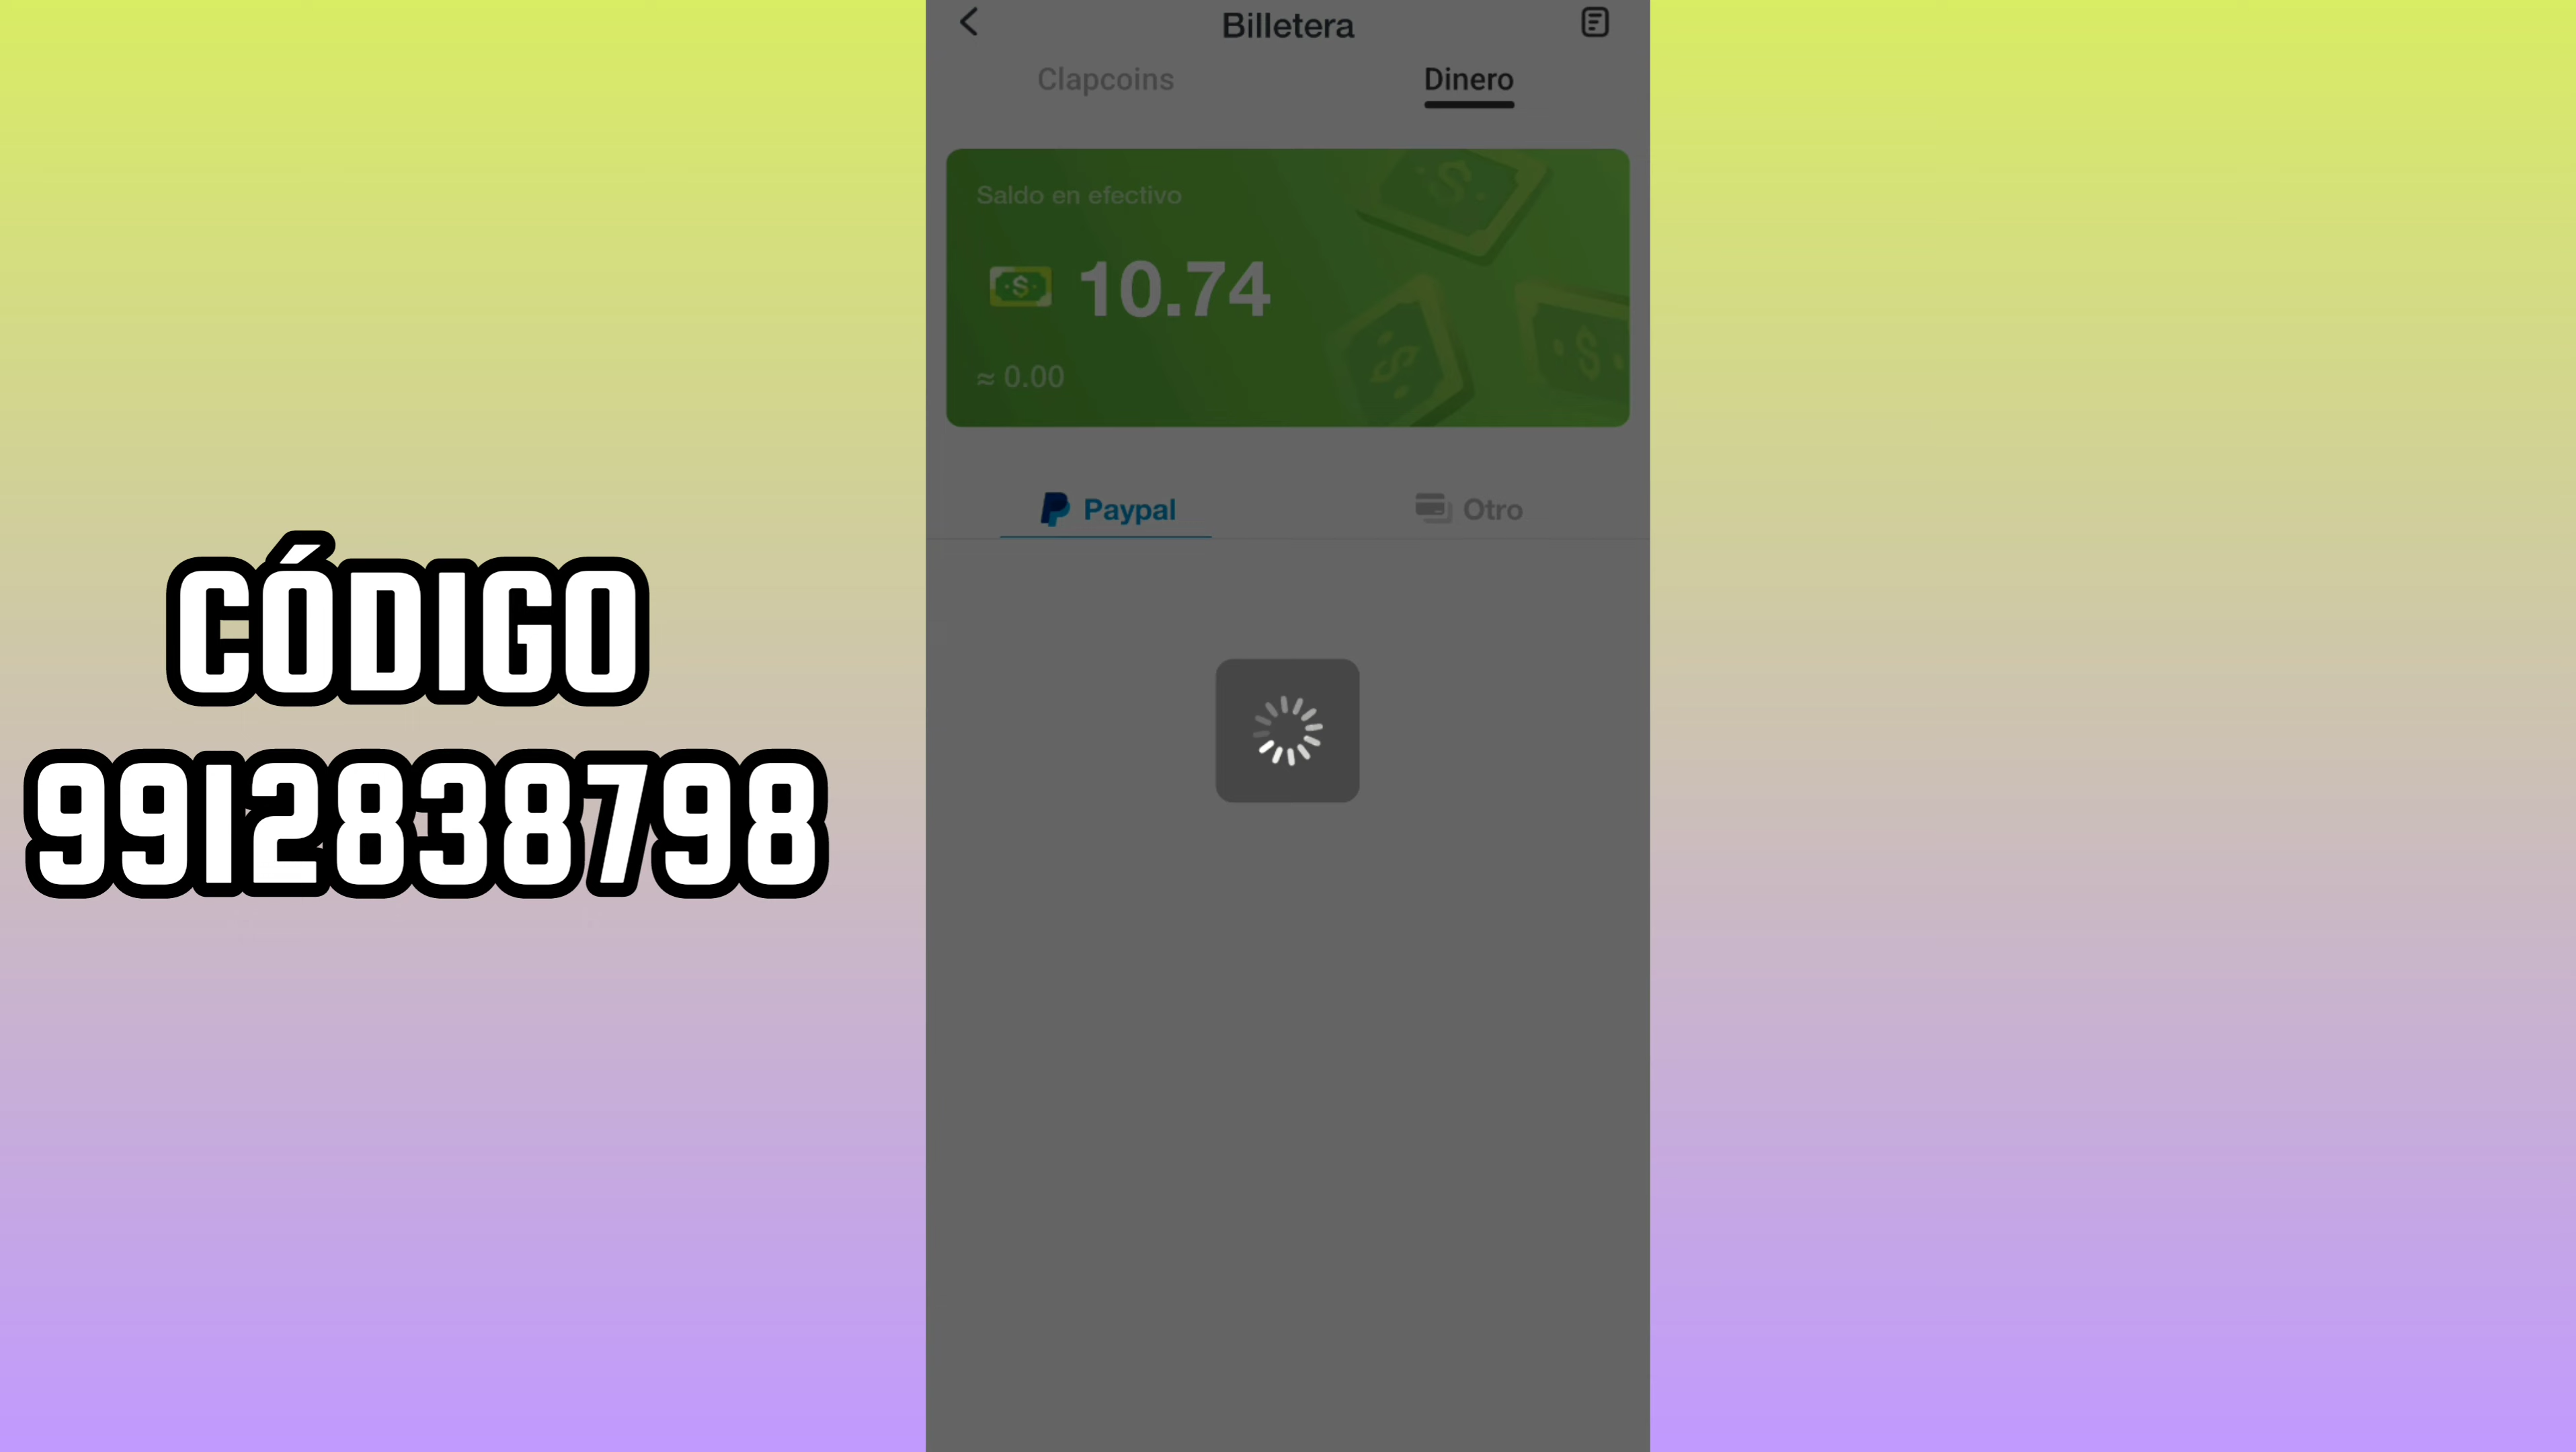 Billetera
Clapcoins
Dinero
Saldo en efectivo
10.74
≈ 0.00
Paypal
Otro
CÓDIGO
9912838798